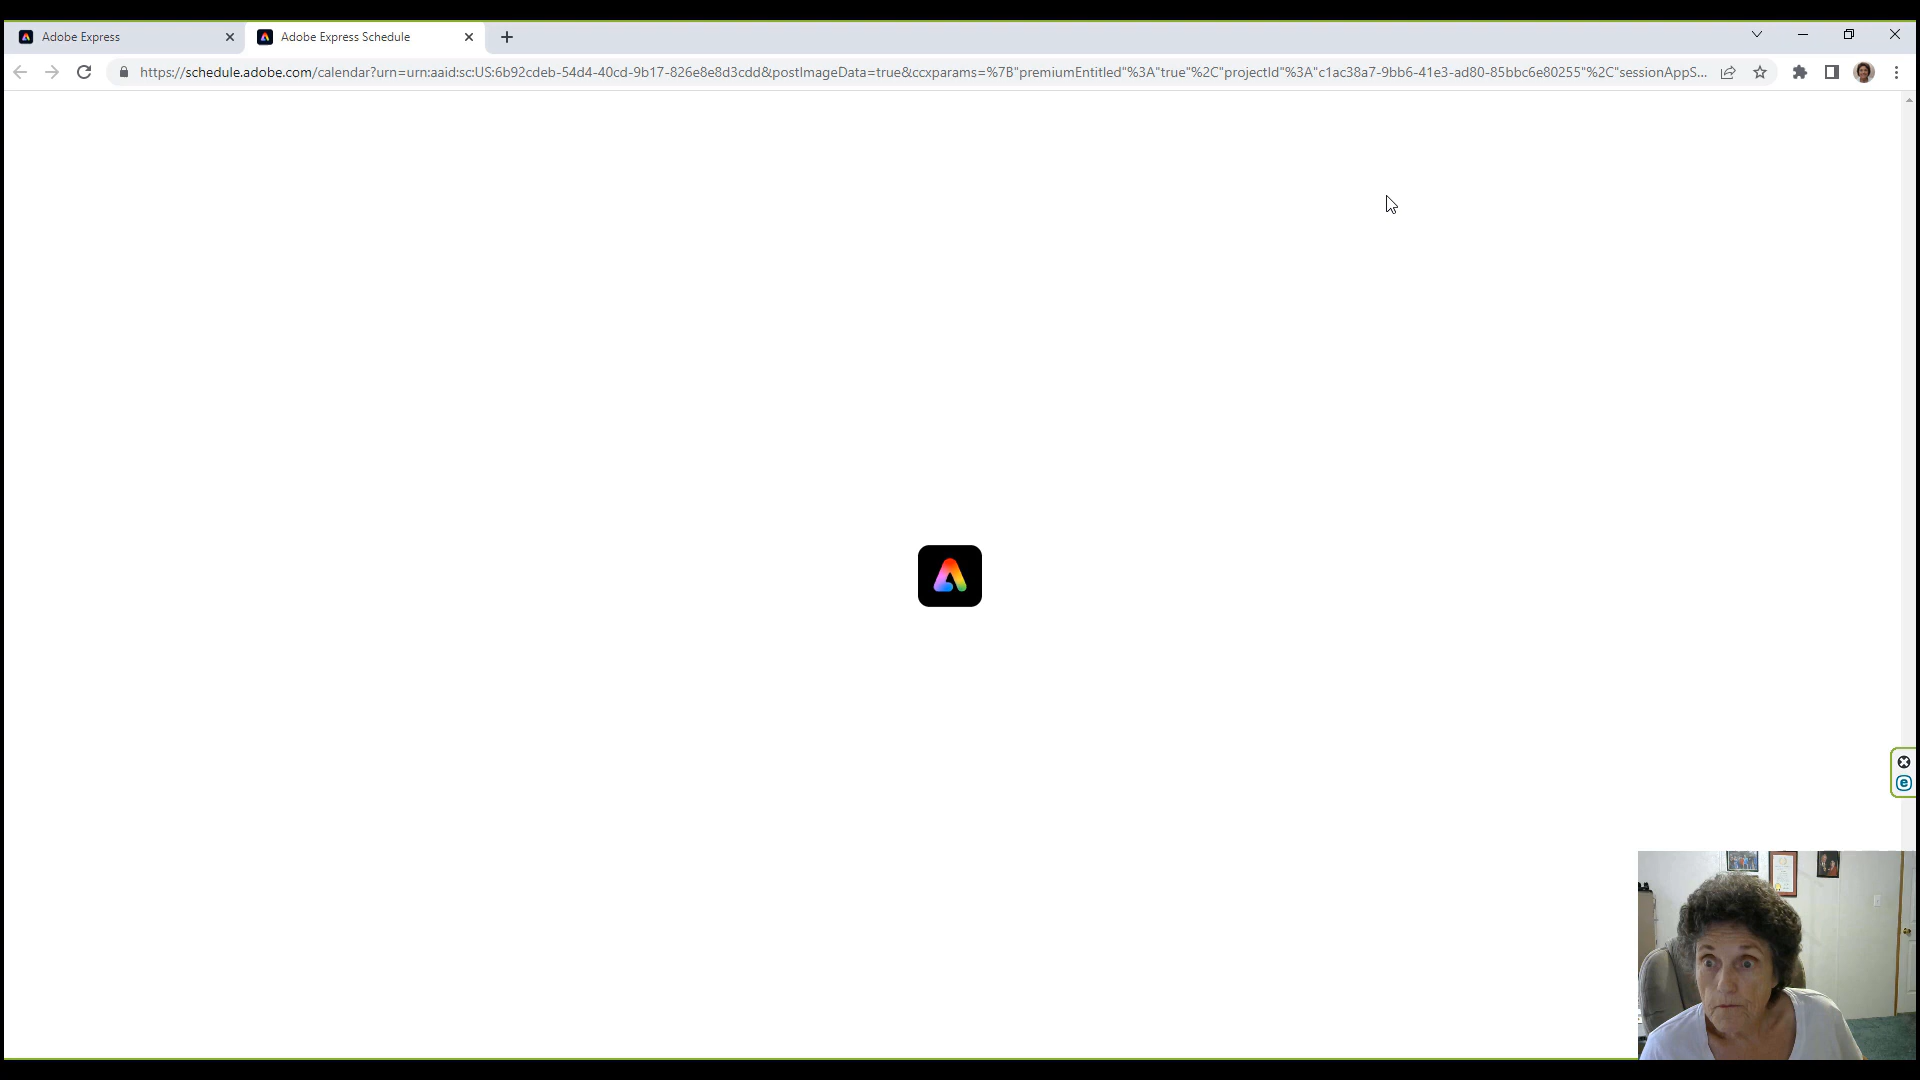 Adobe Express
Adobe Express Schedule
https://schedule.adobe.com/calendar?urn=urn:aaid:sc:US:6b92cdeb-54d4-40cd-9b17-826e8e8d3cdd&postImageData=true&ccxparams=%7B"premiumEntitled"%3A"true"%2C"projectId"%3A"c1ac38a7-9bb6-41e3-ad80-85bbc6e80255"%2C"sessionAppS...